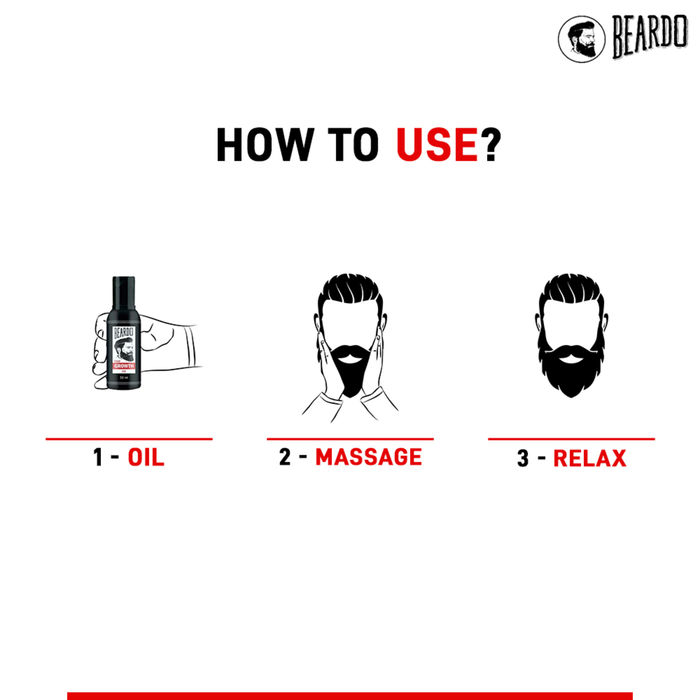 BEARDO
HOW TO USE?
BEARDO
GROWTH
1 - OIL
2 - MASSAGE
3 - RELAX